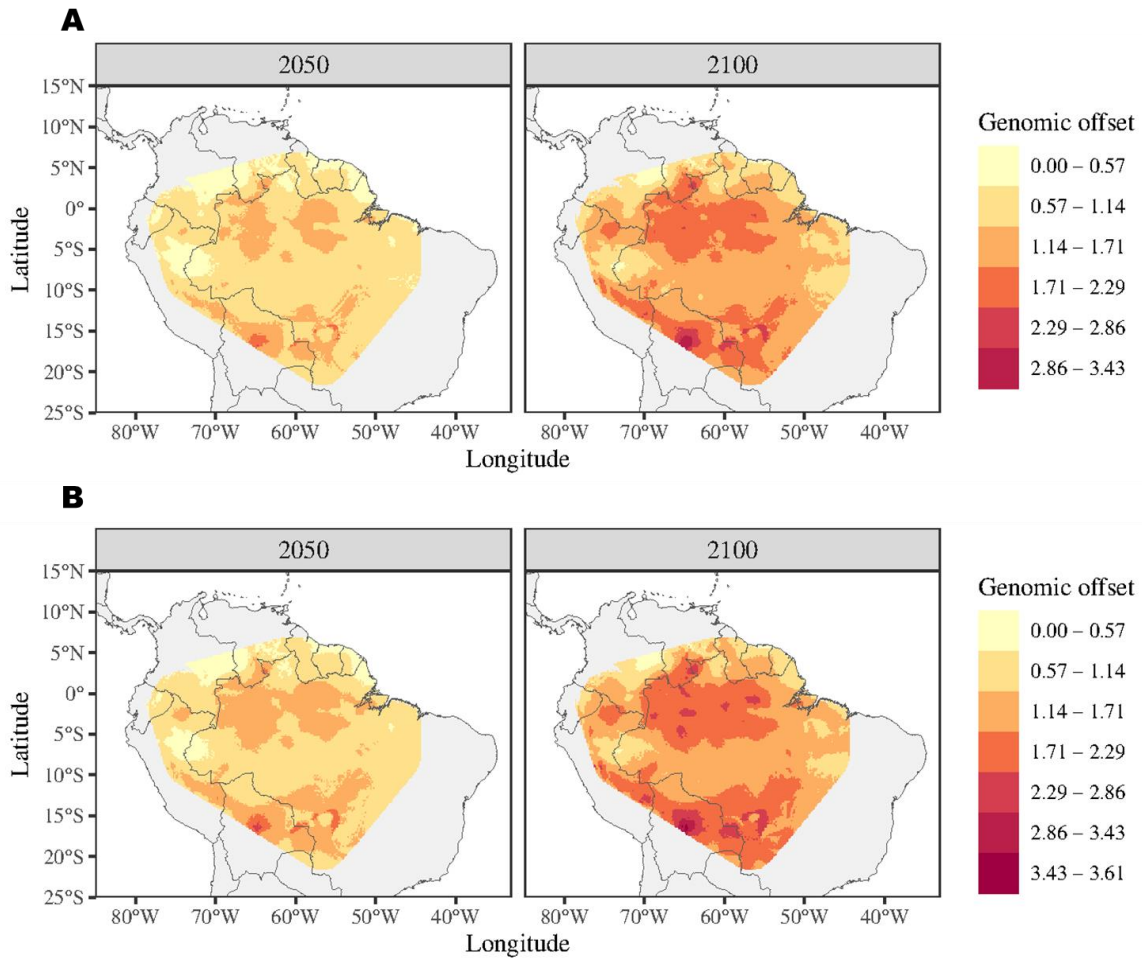 A
2050 2100
15°N
10°N
5°N
0°
5°S
10°S
15°S
20°S
25°S
Latitude
80°W 70°W 60°W 50°W 40°W 80°W 70°W 60°W 50°W 40°W
Longitude
Genomic offset
0.00 – 0.57
0.57 – 1.14
1.14 – 1.71
1.71 – 2.29
2.29 – 2.86
2.86 – 3.43
B
2050 2100
15°N
10°N
5°N
0°
5°S
10°S
15°S
20°S
25°S
Latitude
80°W 70°W 60°W 50°W 40°W 80°W 70°W 60°W 50°W 40°W
Longitude
Genomic offset
0.00 – 0.57
0.57 – 1.14
1.14 – 1.71
1.71 – 2.29
2.29 – 2.86
2.86 – 3.43
3.43 – 3.61